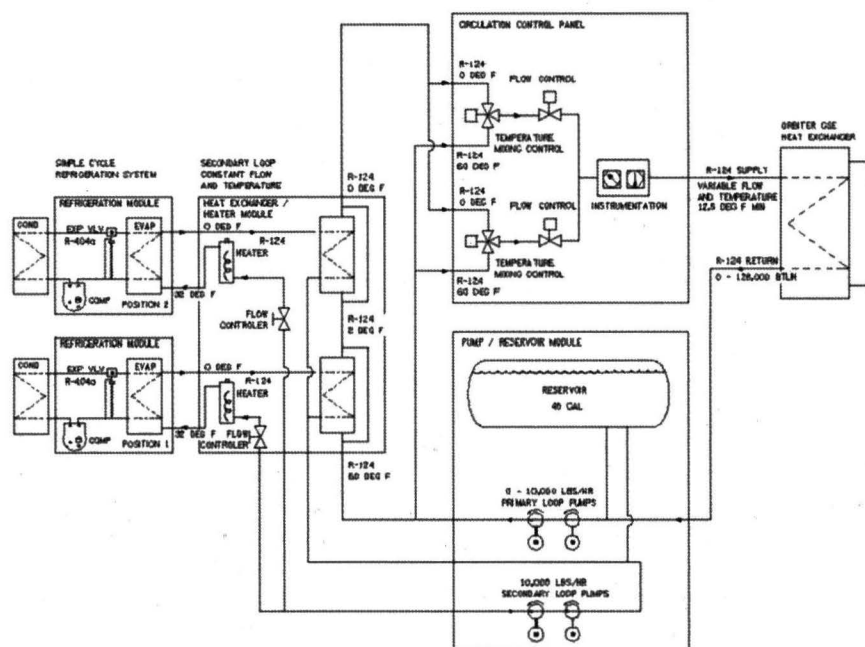 CIRCULATION CONTROL PANEL
R-124
0 DEG F
FLOW CONTROL
TEMPERATURE
MIXING CONTROL
R-124
60 DEG F
R-124
0 DEG F
FLOW CONTROL
TEMPERATURE
MIXING CONTROL
R-124
60 DEG F
INSTRUMENTATION
ORBITER GSE
HEAT EXCHANGER
R-124 SUPPLY
VARIABLE FLOW
AND TEMPERATURE
12.5 DEG F MIN
R-124 RETURN
SIMPLE CYCLE
REFRIGERATION SYSTEM
SECONDARY LOOP
CONSTANT FLOW
AND TEMPERATURE
R-124
0 DEG F
REFRIGERATION MODULE
HEAT EXCHANGER /
HEATER MODULE
COND
EXP VLV
R-404a
EVAP
COMP
POSITION 2
0 DEG F
R-124
HEATER
32 DEG F
FLOW
CONTROLER
R-124
2 DEG F
REFRIGERATION MODULE
COND
EXP VLV
R-404a
EVAP
COMP
POSITION 1
0 DEG F
R-124
HEATER
32 DEG F
FLOW
CONTROLER
R-124
60 DEG F
PUMP / RESERVOIR MODULE
RESERVOIR
GAL
0 - 10,000 LBS/HR
PRIMARY LOOP PUMPS
10,000 LBS/HR
SECONDARY LOOP PUMPS